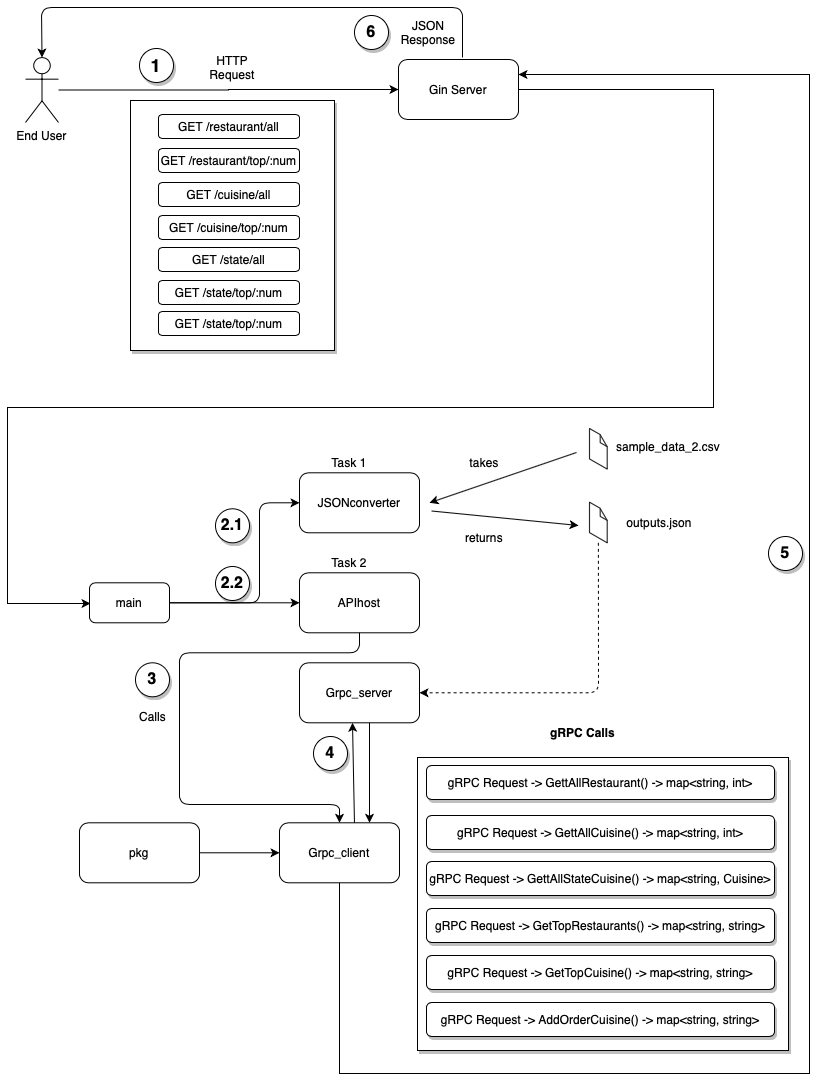 6
JSON
Response
1
HTTP
Request
Gin Server
End User
GET /restaurant/all
GET /restaurant/top/:num
GET /cuisine/all
GET /cuisine/top/:num
GET /state/all
GET /state/top/:num
GET /state/top/:num
sample_data_2.csv
takes
Task 1
JSONconverter
2.1
returns
outputs.json
5
Task 2
2.2
main
APIhost
3
Calls
Grpc_server
4
gRPC Calls
gRPC Request -> GettAllRestaurant() -> map<string, int>
gRPC Request -> GettAllCuisine() -> map<string, int>
gRPC Request -> GettAllStateCuisine() -> map<string, Cuisine>
gRPC Request -> GetTopRestaurants() -> map<string, string>
gRPC Request -> GetTopCuisine() -> map<string, string>
gRPC Request -> AddOrderCuisine() -> map<string, string>
pkg
Grpc_client